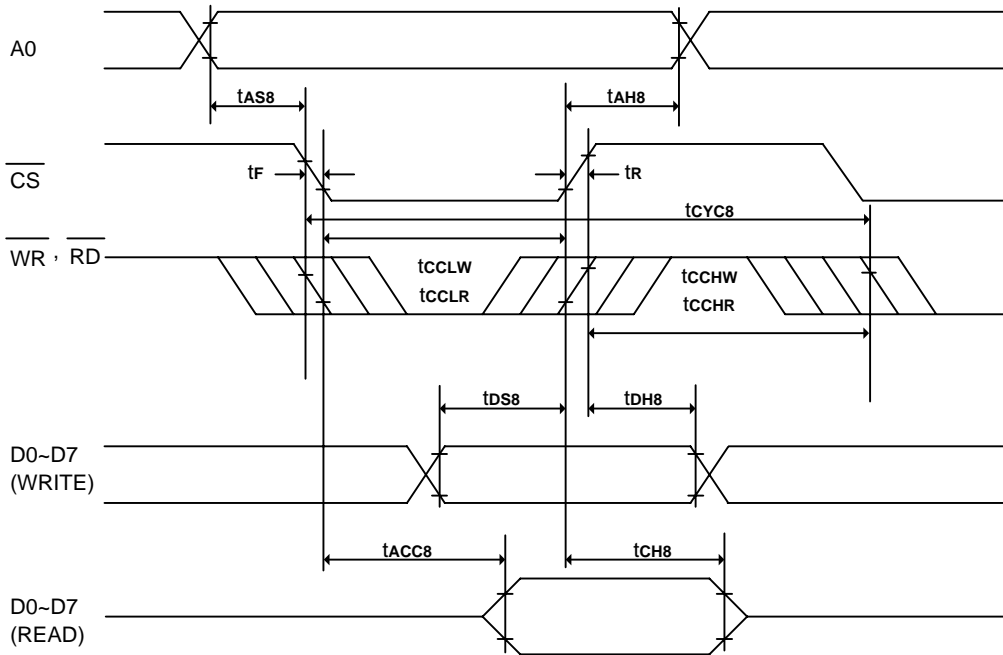 A0
tAS8
tAH8
CS
tF
tR
tCYC8
WR , RD
tCCLW
tCCLR
tCCHW
tCCHR
tDS8
tDH8
D0~D7
(WRITE)
tACC8
tCH8
D0~D7
(READ)